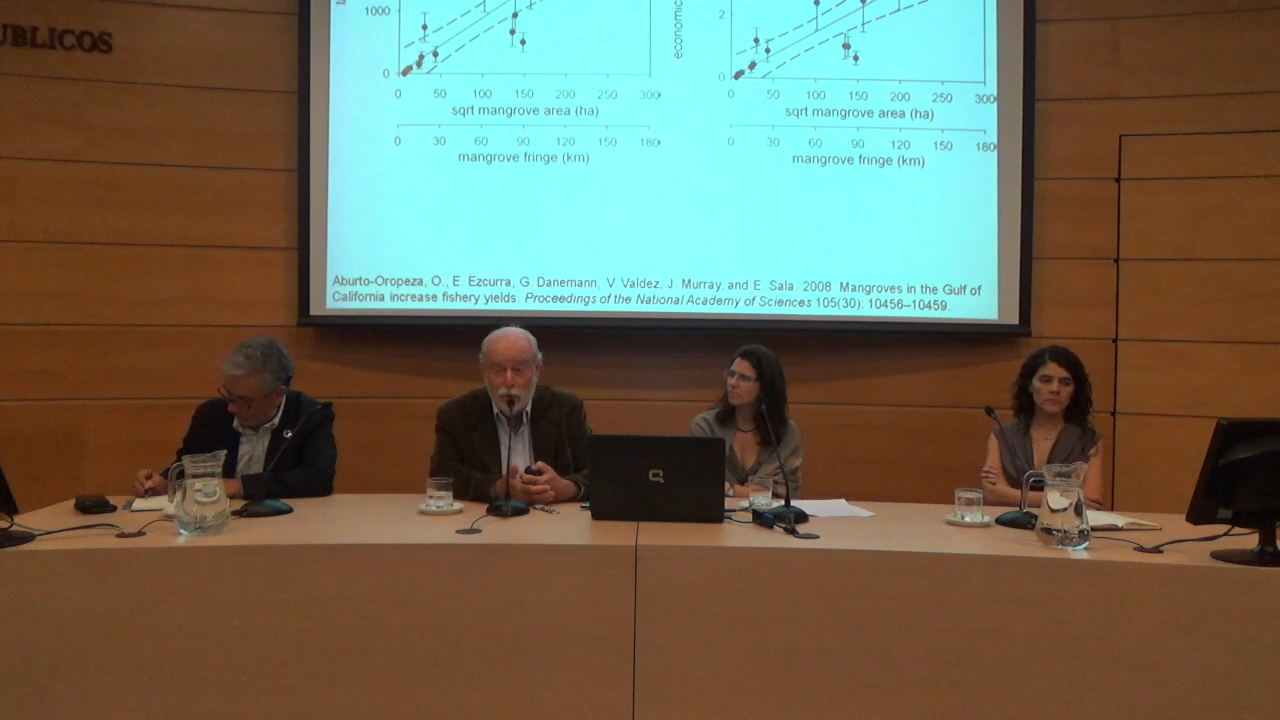 ÚBLICOS
1000
0
0 50 100 150 200 250 300
sqrt mangrove area (ha)
0 30 60 90 120 150 180
mangrove fringe (km)
economic
2
0
0 50 100 150 200 250 300
sqrt mangrove area (ha)
0 30 60 90 120 150 180
mangrove fringe (km)
Aburto-Oropeza, O., E. Ezcurra, G. Danemann, V. Valdez, J. Murray, and E. Sala. 2008. Mangroves in the Gulf of
California increase fishery yields. Proceedings of the National Academy of Sciences 105(30): 10456–10459.